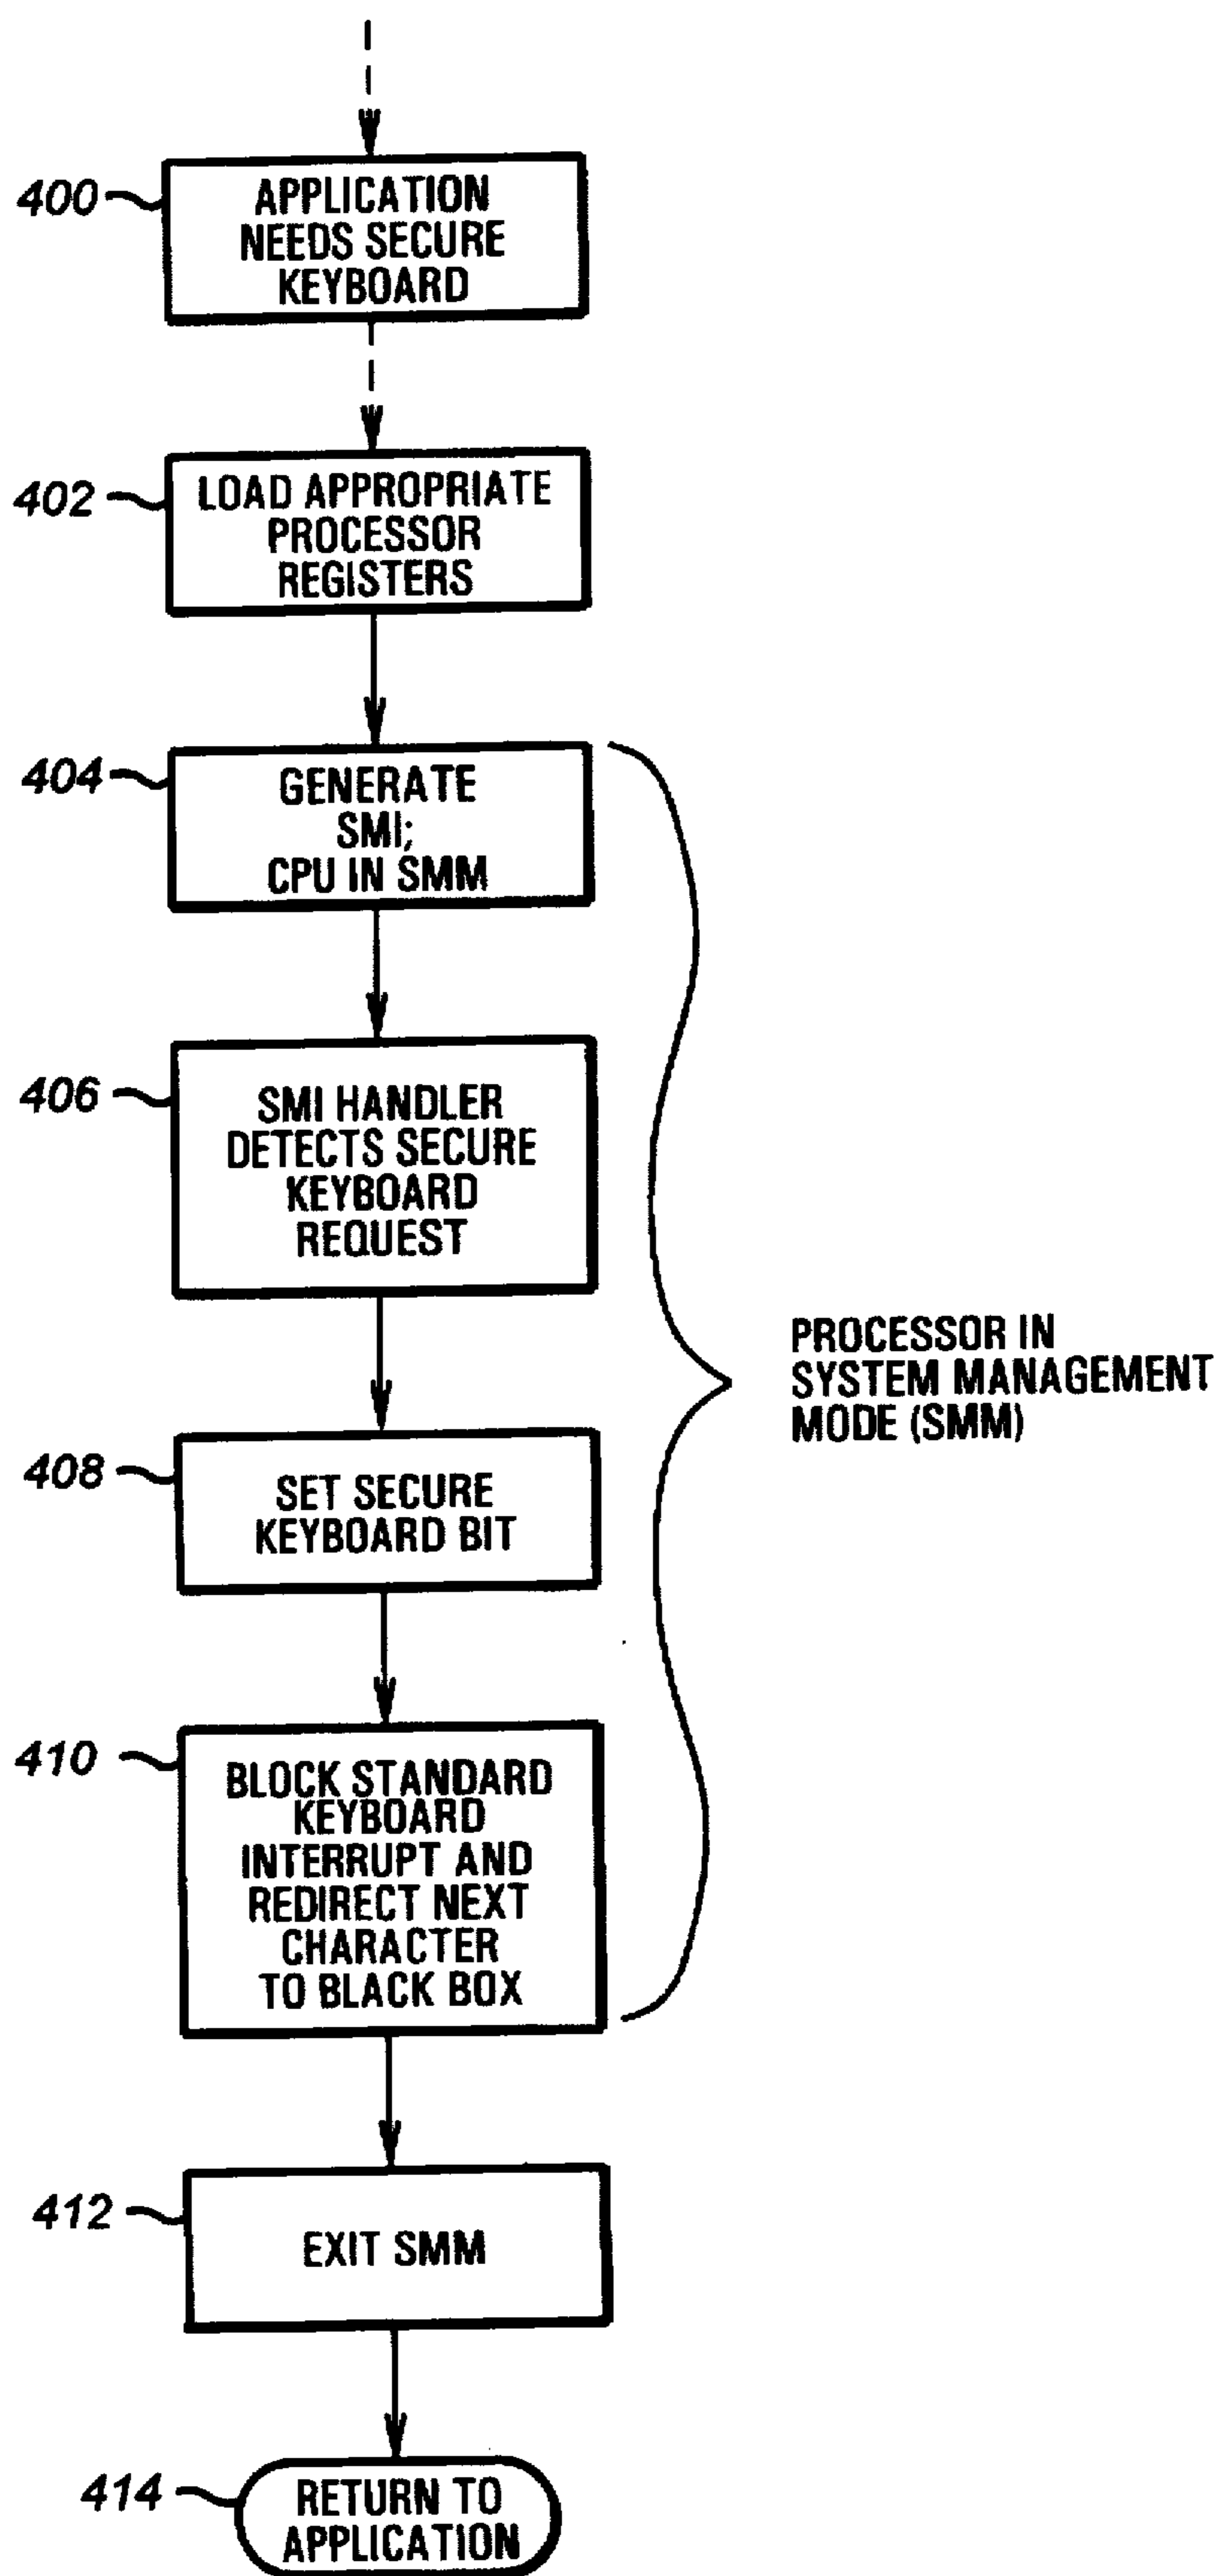 400
APPLICATION
NEEDS SECURE
KEYBOARD
402
LOAD APPROPRIATE
PROCESSOR
REGISTERS
404
GENERATE
SMI;
CPU IN SMM
406
SMI HANDLER
DETECTS SECURE
KEYBOARD
REQUEST
PROCESSOR IN
SYSTEM MANAGEMENT
MODE (SMM)
408
SET SECURE
KEYBOARD BIT
410
BLOCK STANDARD
KEYBOARD
INTERRUPT AND
REDIRECT NEXT
CHARACTER
TO BLACK BOX
412
EXIT SMM
414
RETURN TO
APPLICATION